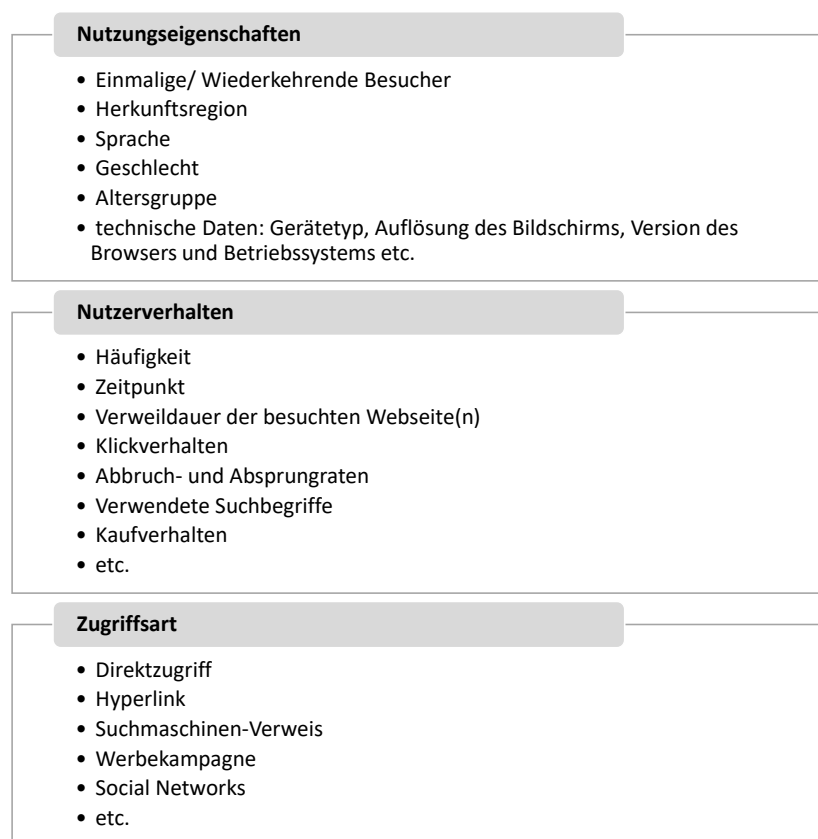 Nutzungseigenschaften
• Einmalige/ Wiederkehrende Besucher
• Herkunftsregion
• Sprache
• Geschlecht
• Altersgruppe
• technische Daten: Gerätetyp, Auflösung des Bildschirms, Version des
Browsers und Betriebssystems etc.
Nutzerverhalten
• Häufigkeit
• Zeitpunkt
• Verweildauer der besuchten Webseite(n)
• Klickverhalten
• Abbruch- und Absprungraten
• Verwendete Suchbegriffe
• Kaufverhalten
• etc.
Zugriffsart
• Direktzugriff
• Hyperlink
• Suchmaschinen-Verweis
• Werbekampagne
• Social Networks
• etc.